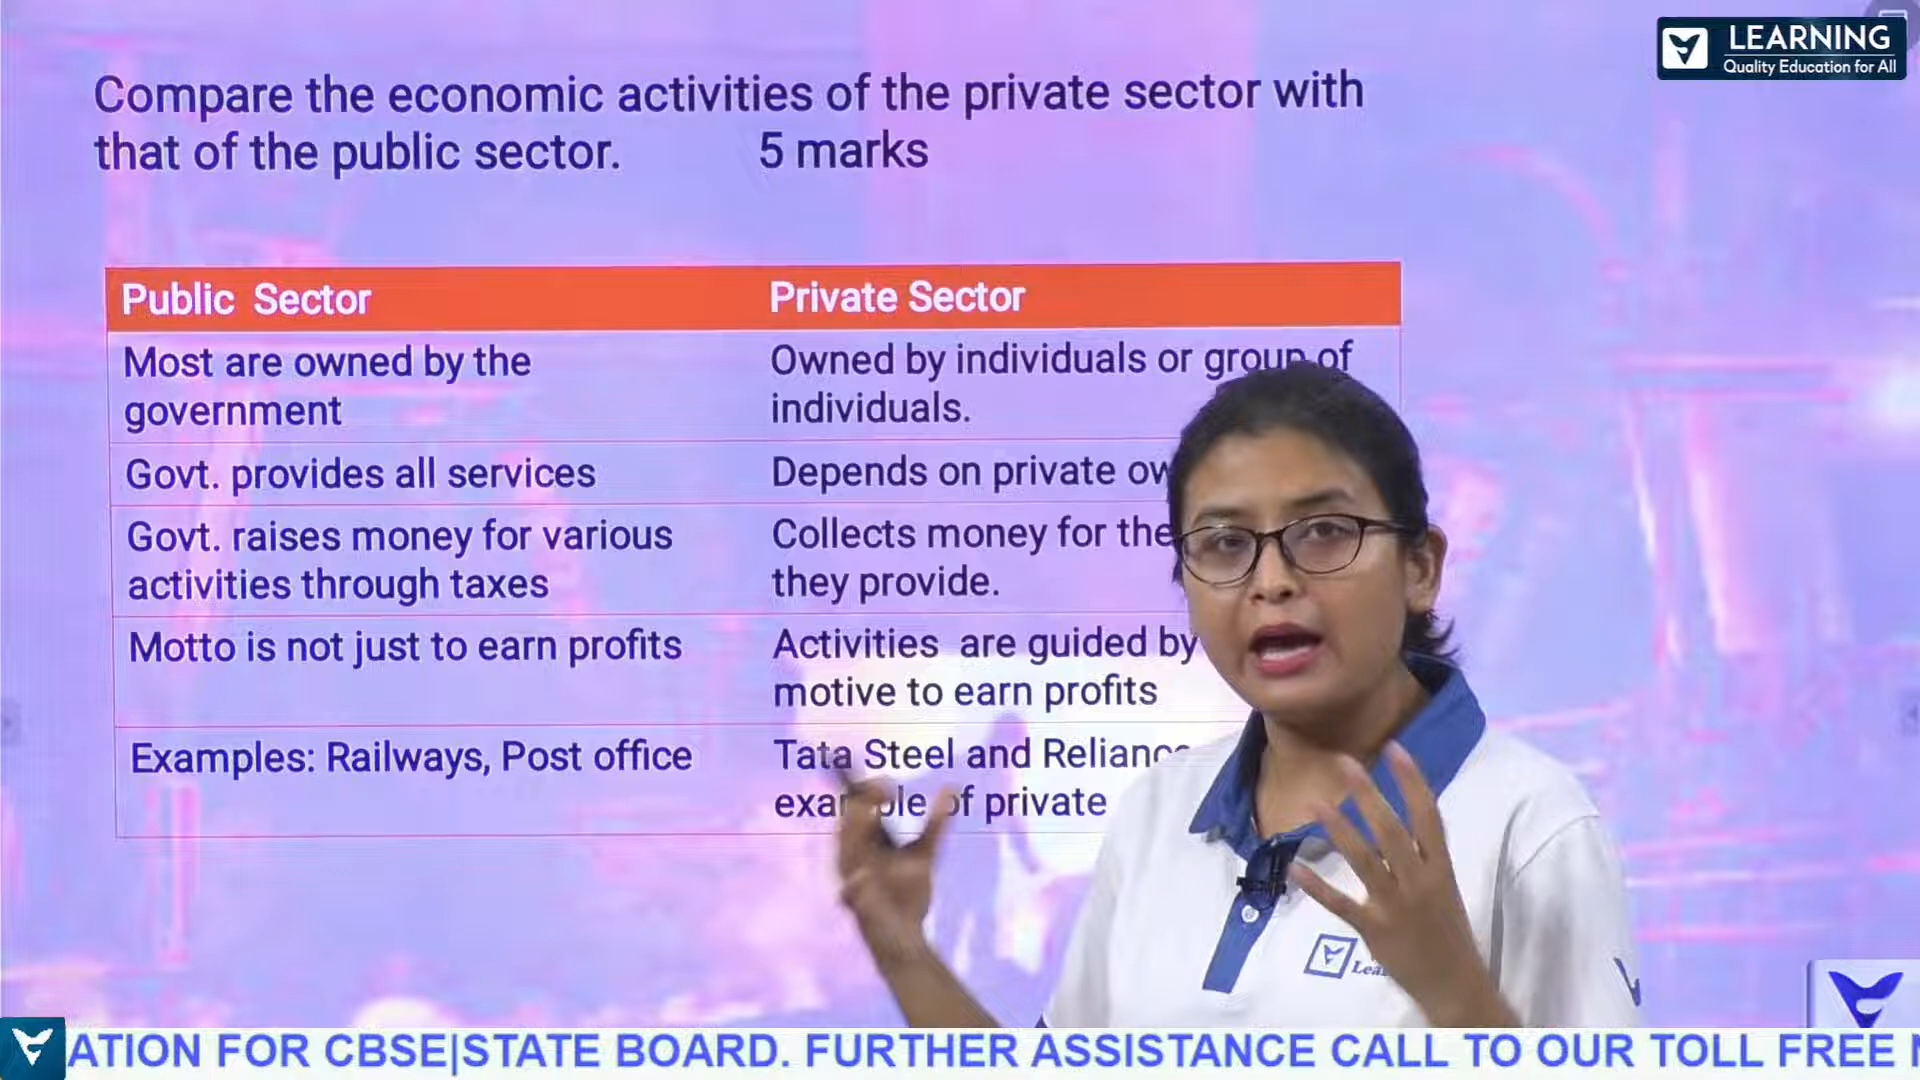 LEARNING
Quality Education for All
Compare the economic activities of the private sector with
that of the public sector. 5 marks
Public Sector Private Sector
Most are owned by the Owned by individuals or group of
government individuals.
Govt. provides all services Depends on private
Govt. raises money for various Collects money for the
activities through taxes they provide.
Motto is not just to earn profits Activities are guided by
motive to earn profits
Examples: Railways, Post office Tata Steel and Reliance
example of private
ATION FOR CBSE|STATE BOARD. FURTHER ASSISTANCE CALL TO OUR TOLL FREE